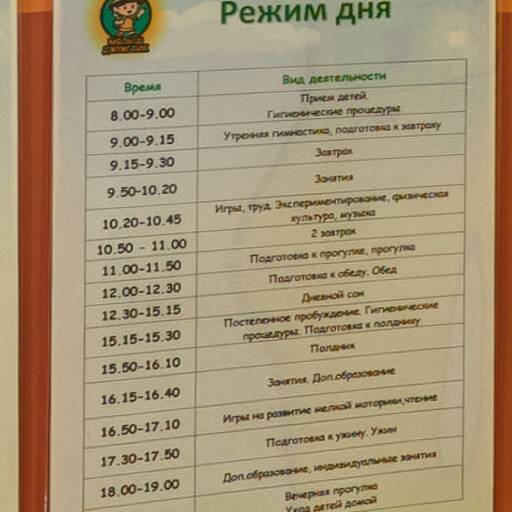 Режим дня
Время Вид деятельности
8.00-9.00 Прием детей.
Гигиенические процедуры
9.00-9.15 Утренняя гимнастика, подготовка к завтраку
9.15-9.30 Завтрак
9.50-10.20 Занятия
10.20-10.45 Игры, труд. Экспериментирование, физическая
культура, музыка
10.50 - 11.00 2 завтрак
11.00-11.50 Подготовка к прогулке, прогулка
12.00-12.30 Подготовка к обеду. Обед
12.30-15.15 Дневной сон
15.15-15.30 Постепенное пробуждение. Гигиенические
процедуры. Подготовка к полднику
15.50-16.10 Полдник
16.15-16.40 Занятия. Доп.образование
16.50-17.10 Игры на развитие мелкой моторики,чтение
17.30-17.50 Подготовка к ужину. Ужин
18.00-19.00 Доп.образование, индивидуальные занятия
Вечерняя прогулка
Уход детей домой